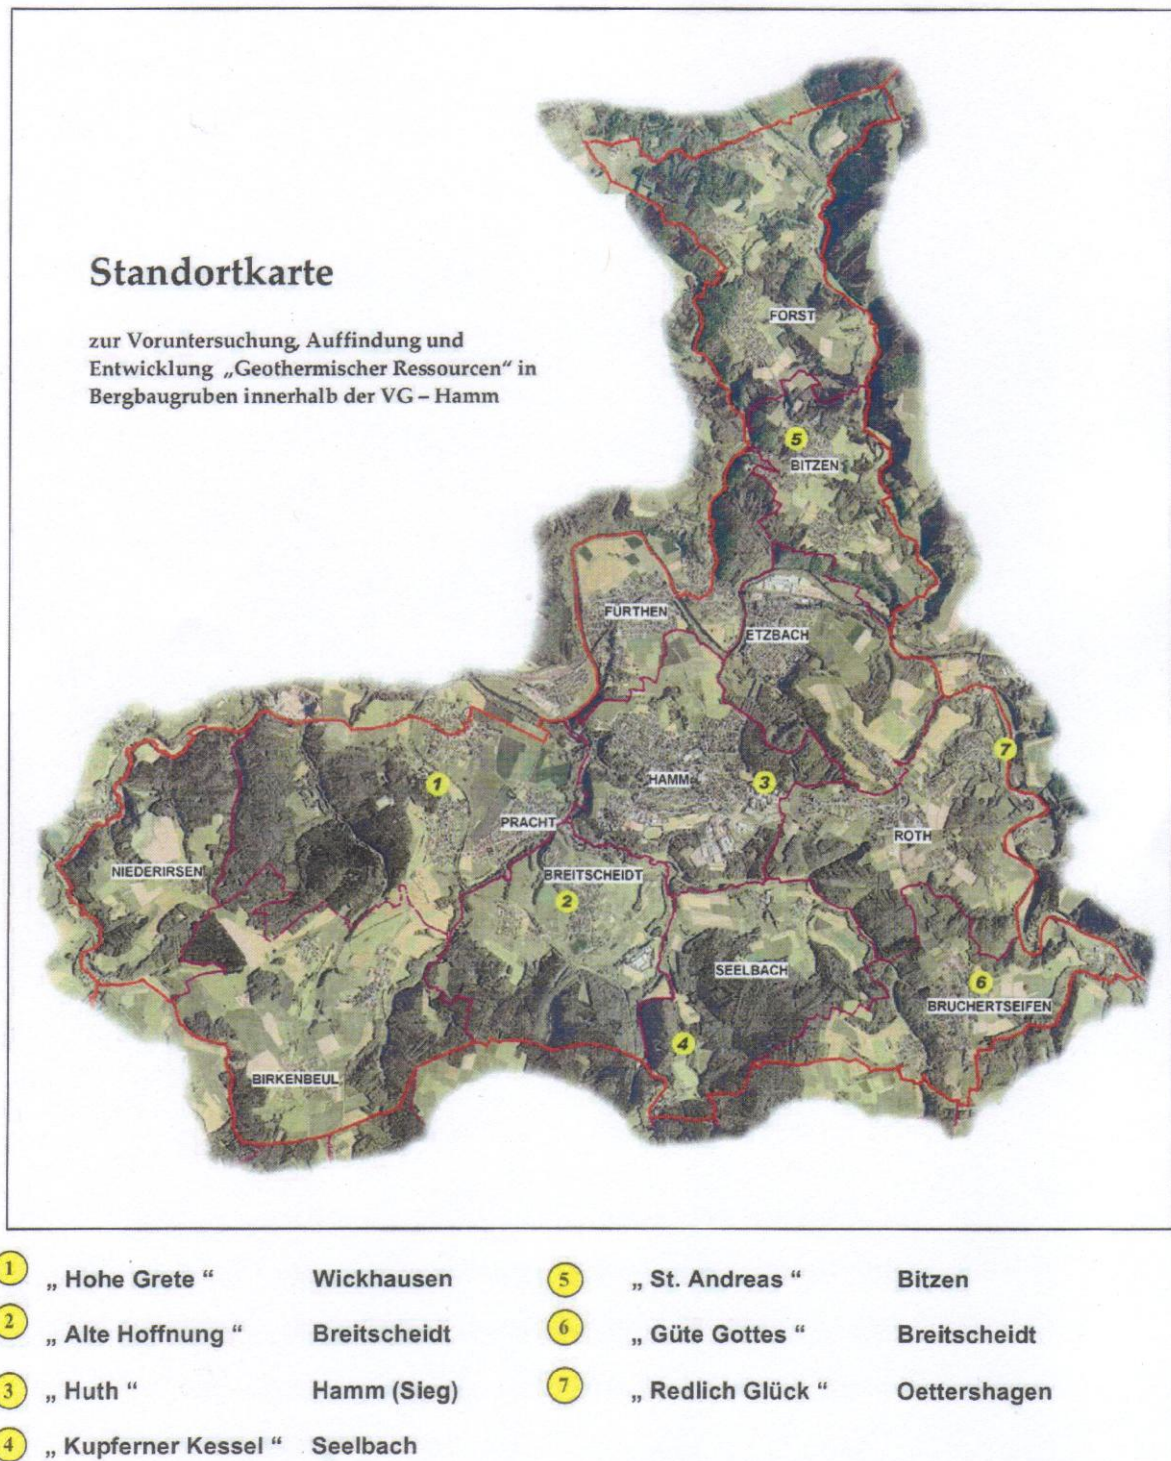 Standortkarte
zur Voruntersuchung, Auffindung und
Entwicklung „Geothermischer Ressourcen“ in
Bergbaugruben innerhalb der VG – Hamm
FORST
5
BITZEN
FÜRTHEN
ETZBACH
7
1
HAMM
3
PRACHT
ROTH
NIEDERIRSEN
BREITSCHEIDT
2
SEELBACH
6
BRUCHERTSEIFEN
4
BIRKENBEUL
1 „ Hohe Grete “ Wickhausen
2 „ Alte Hoffnung “ Breitscheidt
3 „ Huth “ Hamm (Sieg)
4 „ Kupferner Kessel “ Seelbach
5 „ St. Andreas “ Bitzen
6 „ Güte Gottes “ Breitscheidt
7 „ Redlich Glück “ Oettershagen